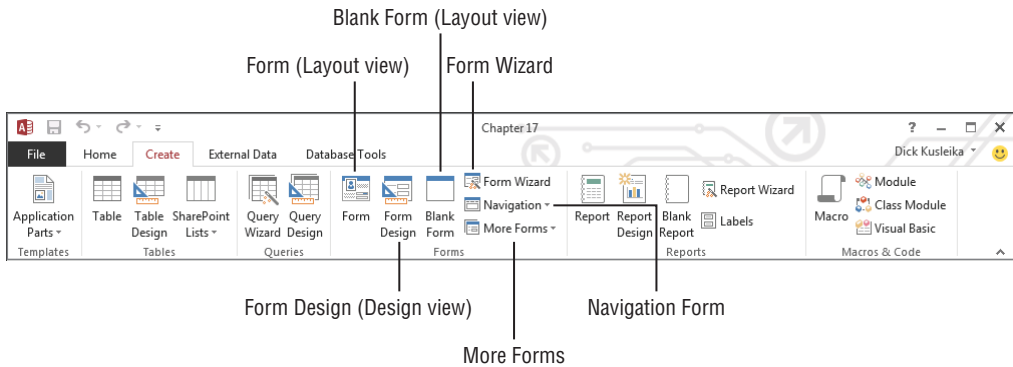 Blank Form (Layout view)
Form (Layout view) Form Wizard
Chapter 17
?
File Home Create External Data Database Tools Dick Kusleika
Application Parts Table Table Design SharePoint Lists Query Wizard Query Design Form Form Design Blank Form Form Wizard
Navigation
More Forms
Report Report Design Blank Report Report Wizard
Labels
Macro Module
Class Module
Visual Basic
Templates Tables Queries Forms Reports Macros & Code
Form Design (Design view) Navigation Form
More Forms